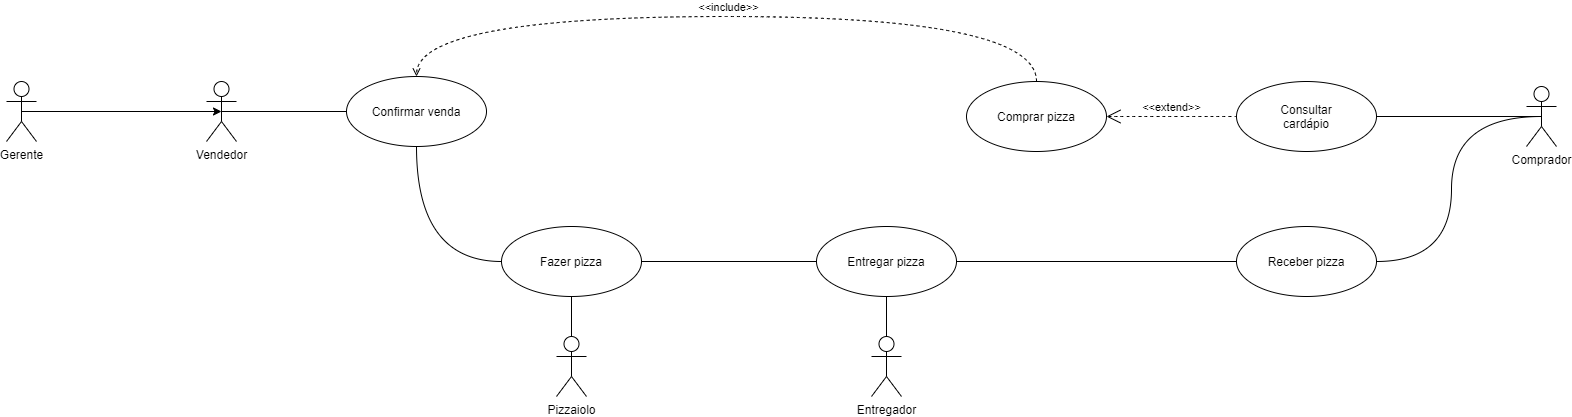 <<include>>
Confirmar venda
Comprar pizza
<<extend>>
Consultar
cardápio
Gerente
Vendedor
Comprador
Fazer pizza
Entregar pizza
Receber pizza
Pizzaiolo
Entregador